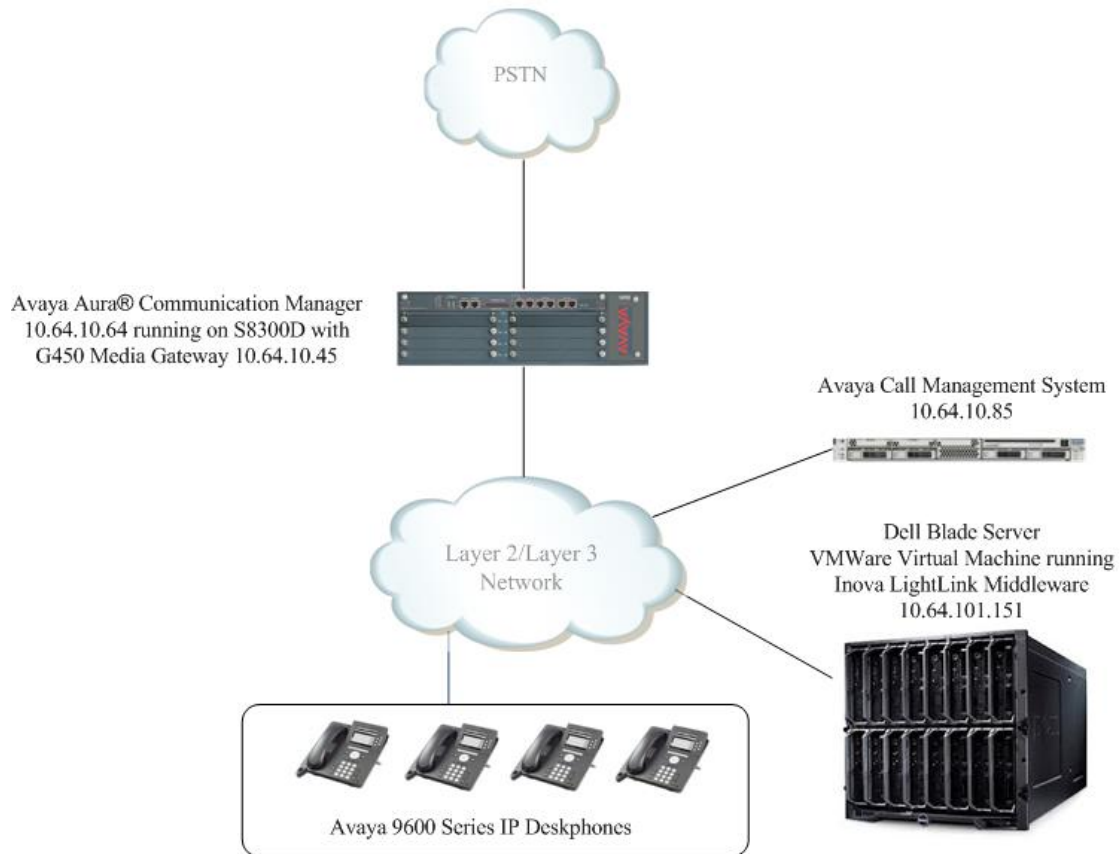 PSTN
Avaya Aura® Communication Manager
10.64.10.64 running on S8300D with
G450 Media Gateway 10.64.10.45
AVAYA
Avaya Call Management System
10.64.10.85
Layer 2/Layer 3
Network
Dell Blade Server
VMWare Virtual Machine running
Inova LightLink Middleware
10.64.101.151
Avaya 9600 Series IP Deskphones